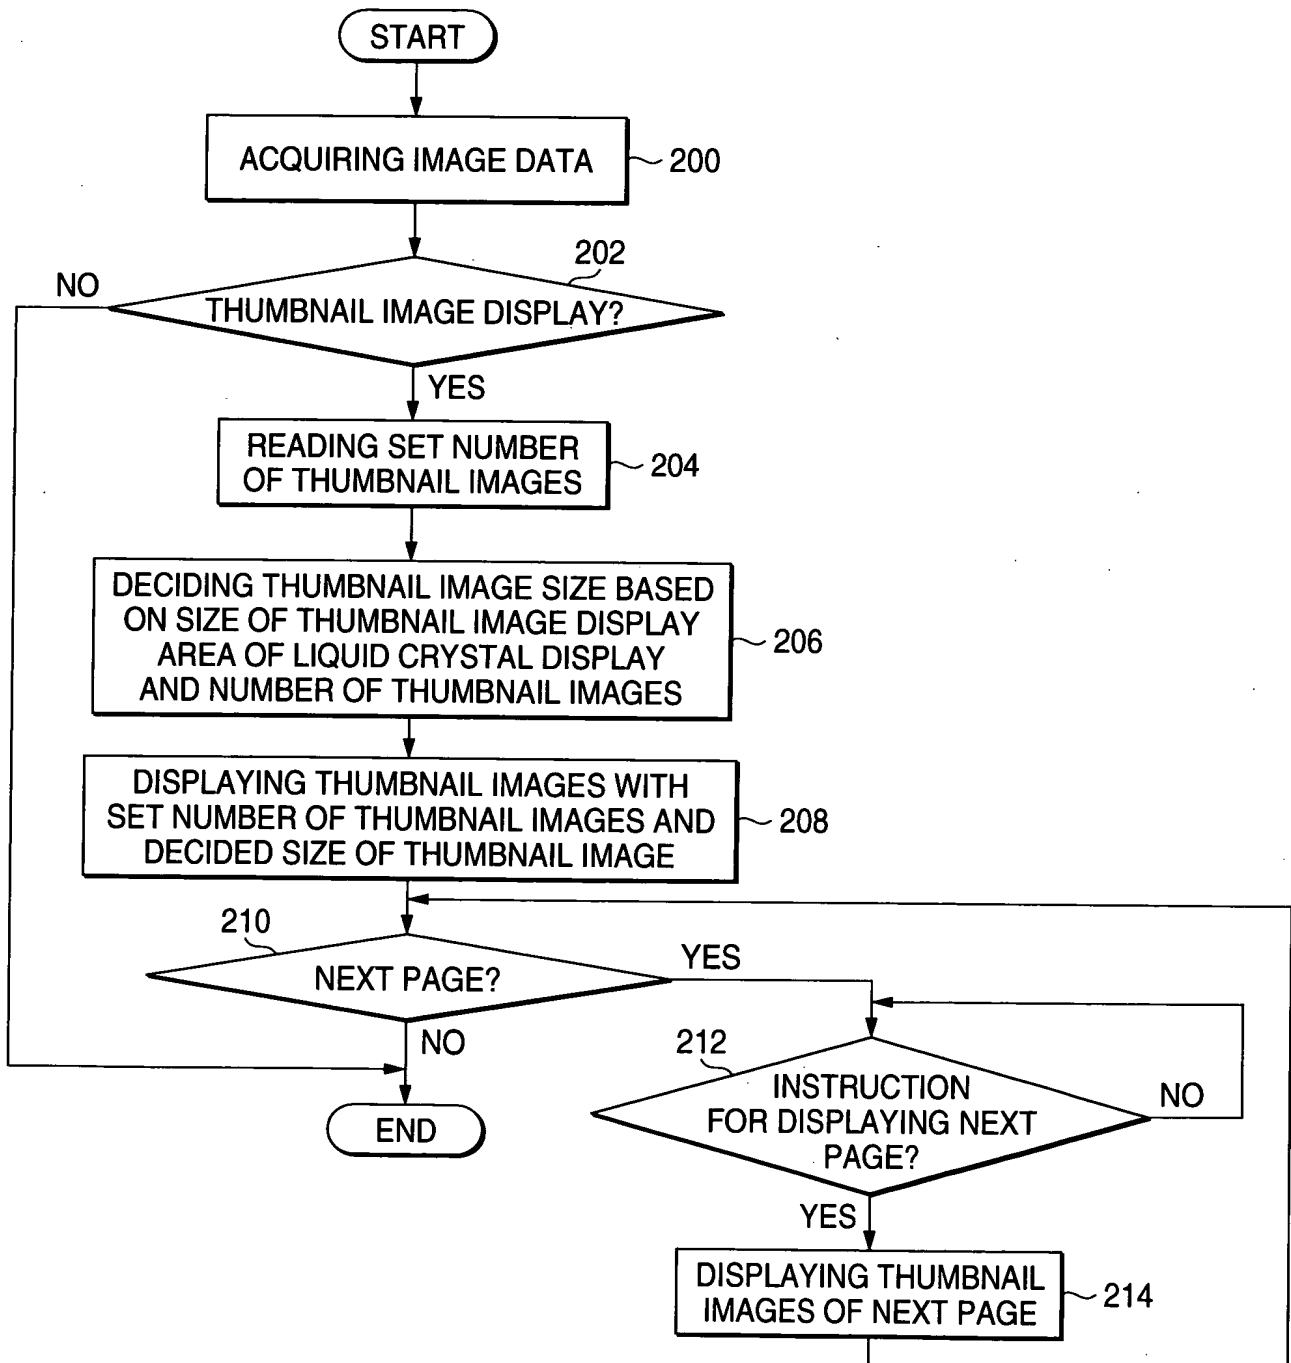 START
ACQUIRING IMAGE DATA
200
202
NO
THUMBNAIL IMAGE DISPLAY?
YES
READING SET NUMBER
OF THUMBNAIL IMAGES
204
DECIDING THUMBNAIL IMAGE SIZE BASED
ON SIZE OF THUMBNAIL IMAGE DISPLAY
AREA OF LIQUID CRYSTAL DISPLAY
AND NUMBER OF THUMBNAIL IMAGES
206
DISPLAYING THUMBNAIL IMAGES WITH
SET NUMBER OF THUMBNAIL IMAGES AND
DECIDED SIZE OF THUMBNAIL IMAGE
208
210
NEXT PAGE?
YES
NO
END
212
INSTRUCTION
FOR DISPLAYING NEXT
PAGE?
NO
YES
DISPLAYING THUMBNAIL
IMAGES OF NEXT PAGE
214